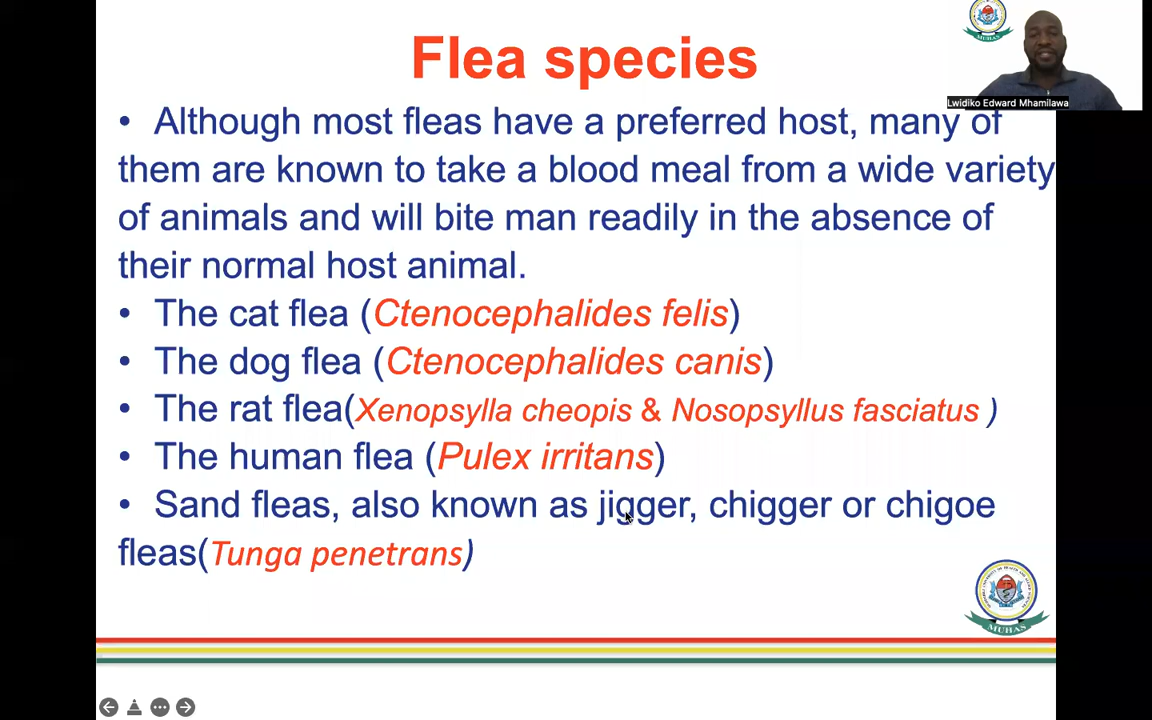 Flea species
Lwidiko Edward Mhamilawa
• Although most fleas have a preferred host, many of
them are known to take a blood meal from a wide variety
of animals and will bite man readily in the absence of
their normal host animal.
• The cat flea (Ctenocephalides felis)
• The dog flea (Ctenocephalides canis)
• The rat flea(Xenopsylla cheopis & Nosopsyllus fasciatus )
• The human flea (Pulex irritans)
• Sand fleas, also known as jigger, chigger or chigoe
fleas(Tunga penetrans)
MUHAS
MUHAS